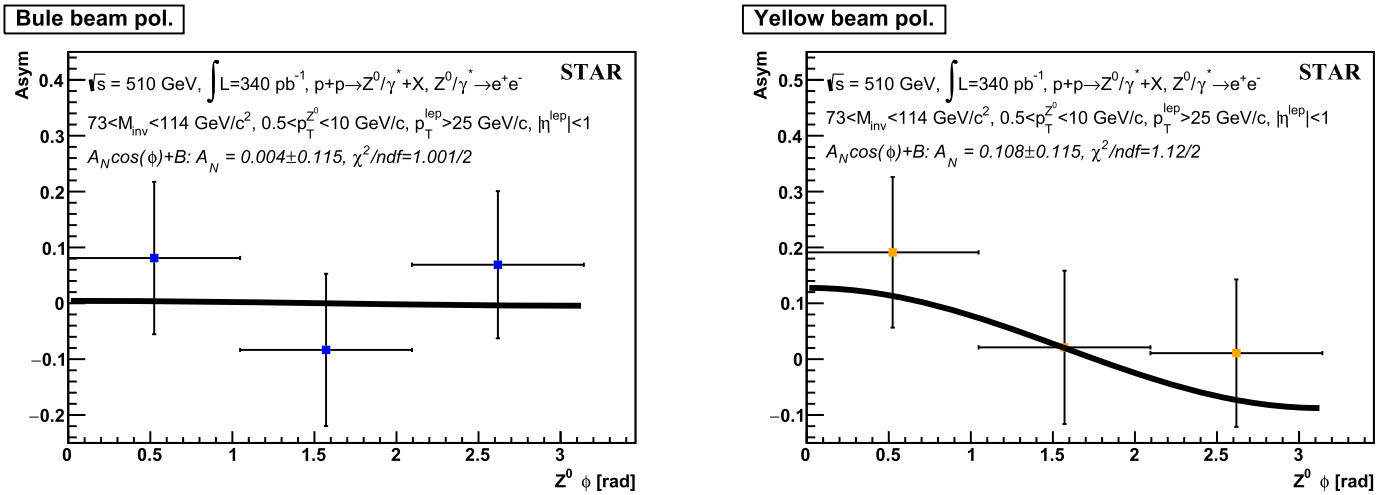 Bule beam pol.
Asym
√s = 510 GeV, ∫L=340 pb⁻¹, p+p→Z⁰/γ*+X, Z⁰/γ*→e⁺e⁻
STAR
73<M_inv<114 GeV/c², 0.5<p_T^Z⁰<10 GeV/c, p_T^lep>25 GeV/c, |η^lep|<1
A_N cos(φ)+B: A_N = 0.004±0.115, χ²/ndf=1.001/2
0.4
0.3
0.2
0.1
0
−0.1
−0.2
0 0.5 1 1.5 2 2.5 3
Z⁰ φ [rad]
Yellow beam pol.
Asym
√s = 510 GeV, ∫L=340 pb⁻¹, p+p→Z⁰/γ*+X, Z⁰/γ*→e⁺e⁻
STAR
73<M_inv<114 GeV/c², 0.5<p_T^Z⁰<10 GeV/c, p_T^lep>25 GeV/c, |η^lep|<1
A_N cos(φ)+B: A_N = 0.108±0.115, χ²/ndf=1.12/2
0.5
0.4
0.3
0.2
0.1
0
−0.1
0 0.5 1 1.5 2 2.5 3
Z⁰ φ [rad]